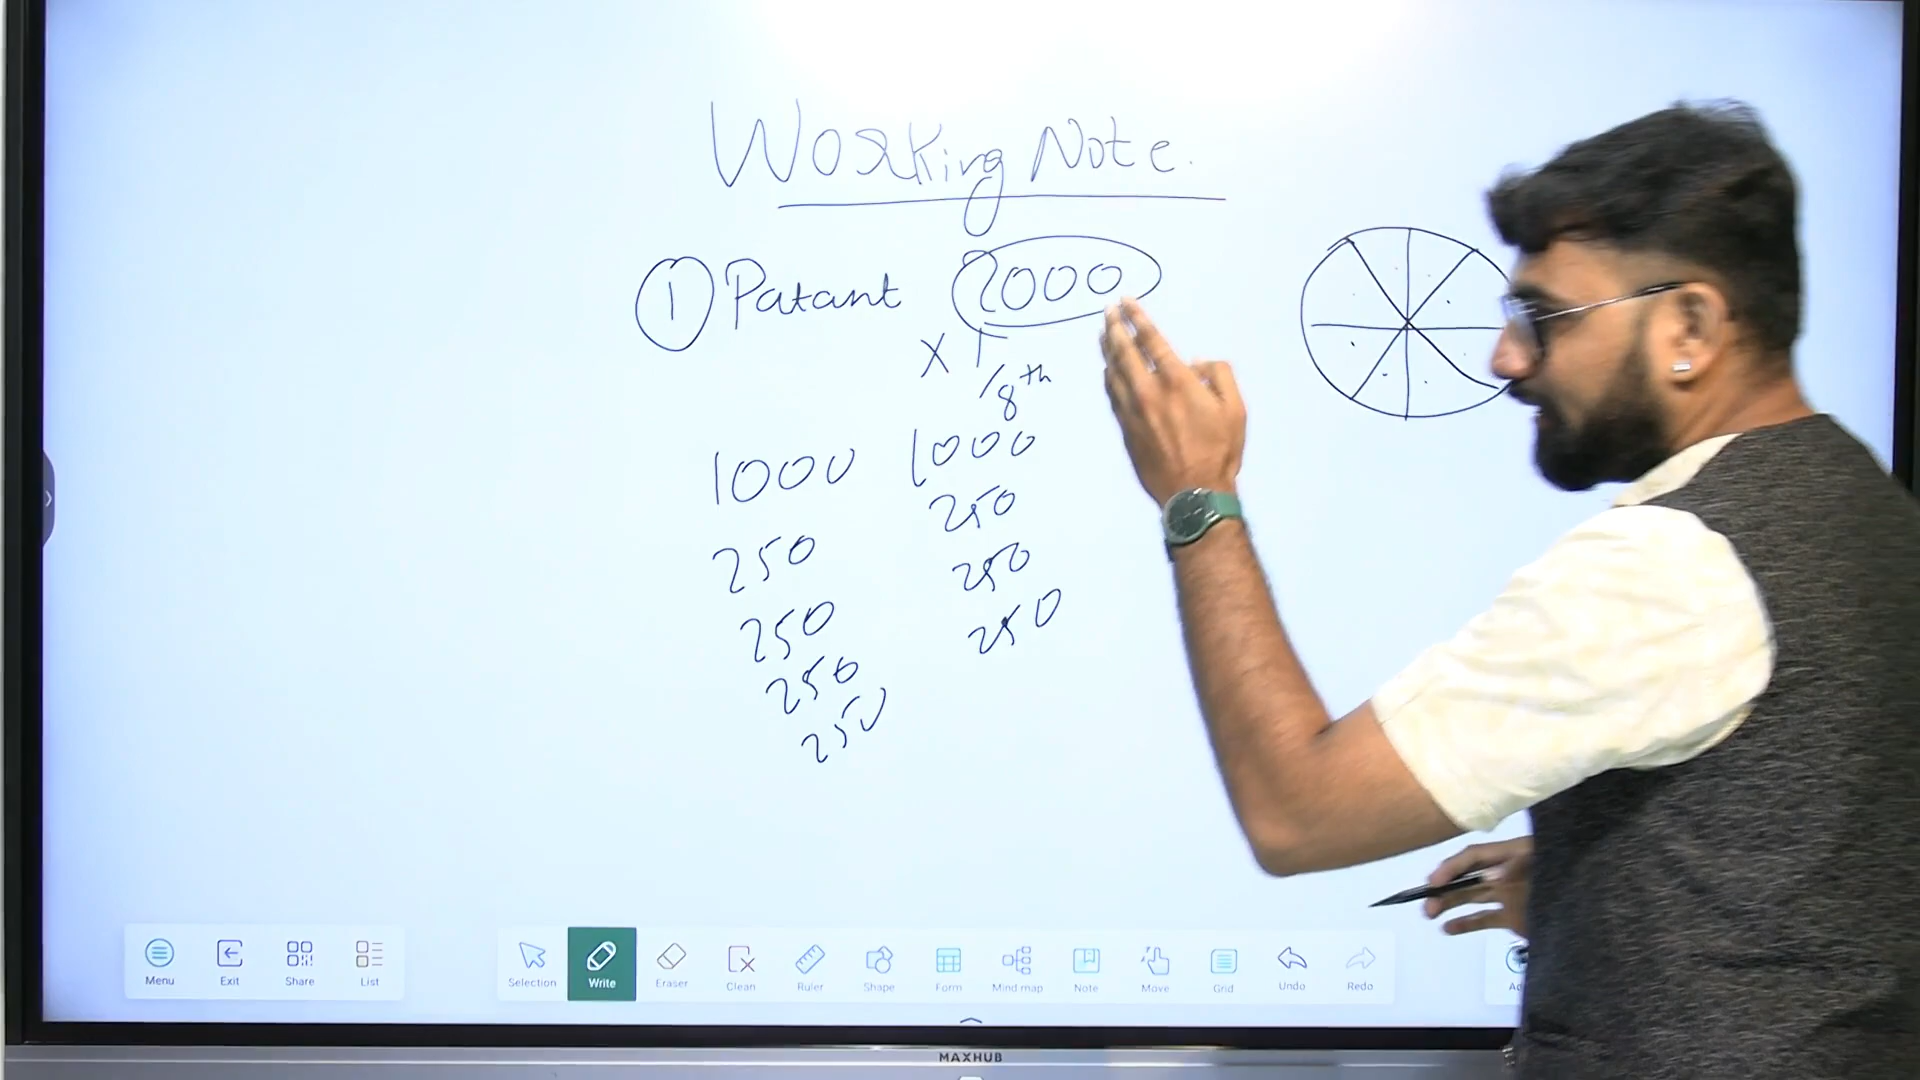 Working Note.
① Patant 2000
X 1
/8th
1000 1000
250 250
250 250
250 250
250
Menu Exit Share List Selection Write Eraser Clean Ruler Shape Form Mind map Note Move Grid Undo Redo
MAXHUB